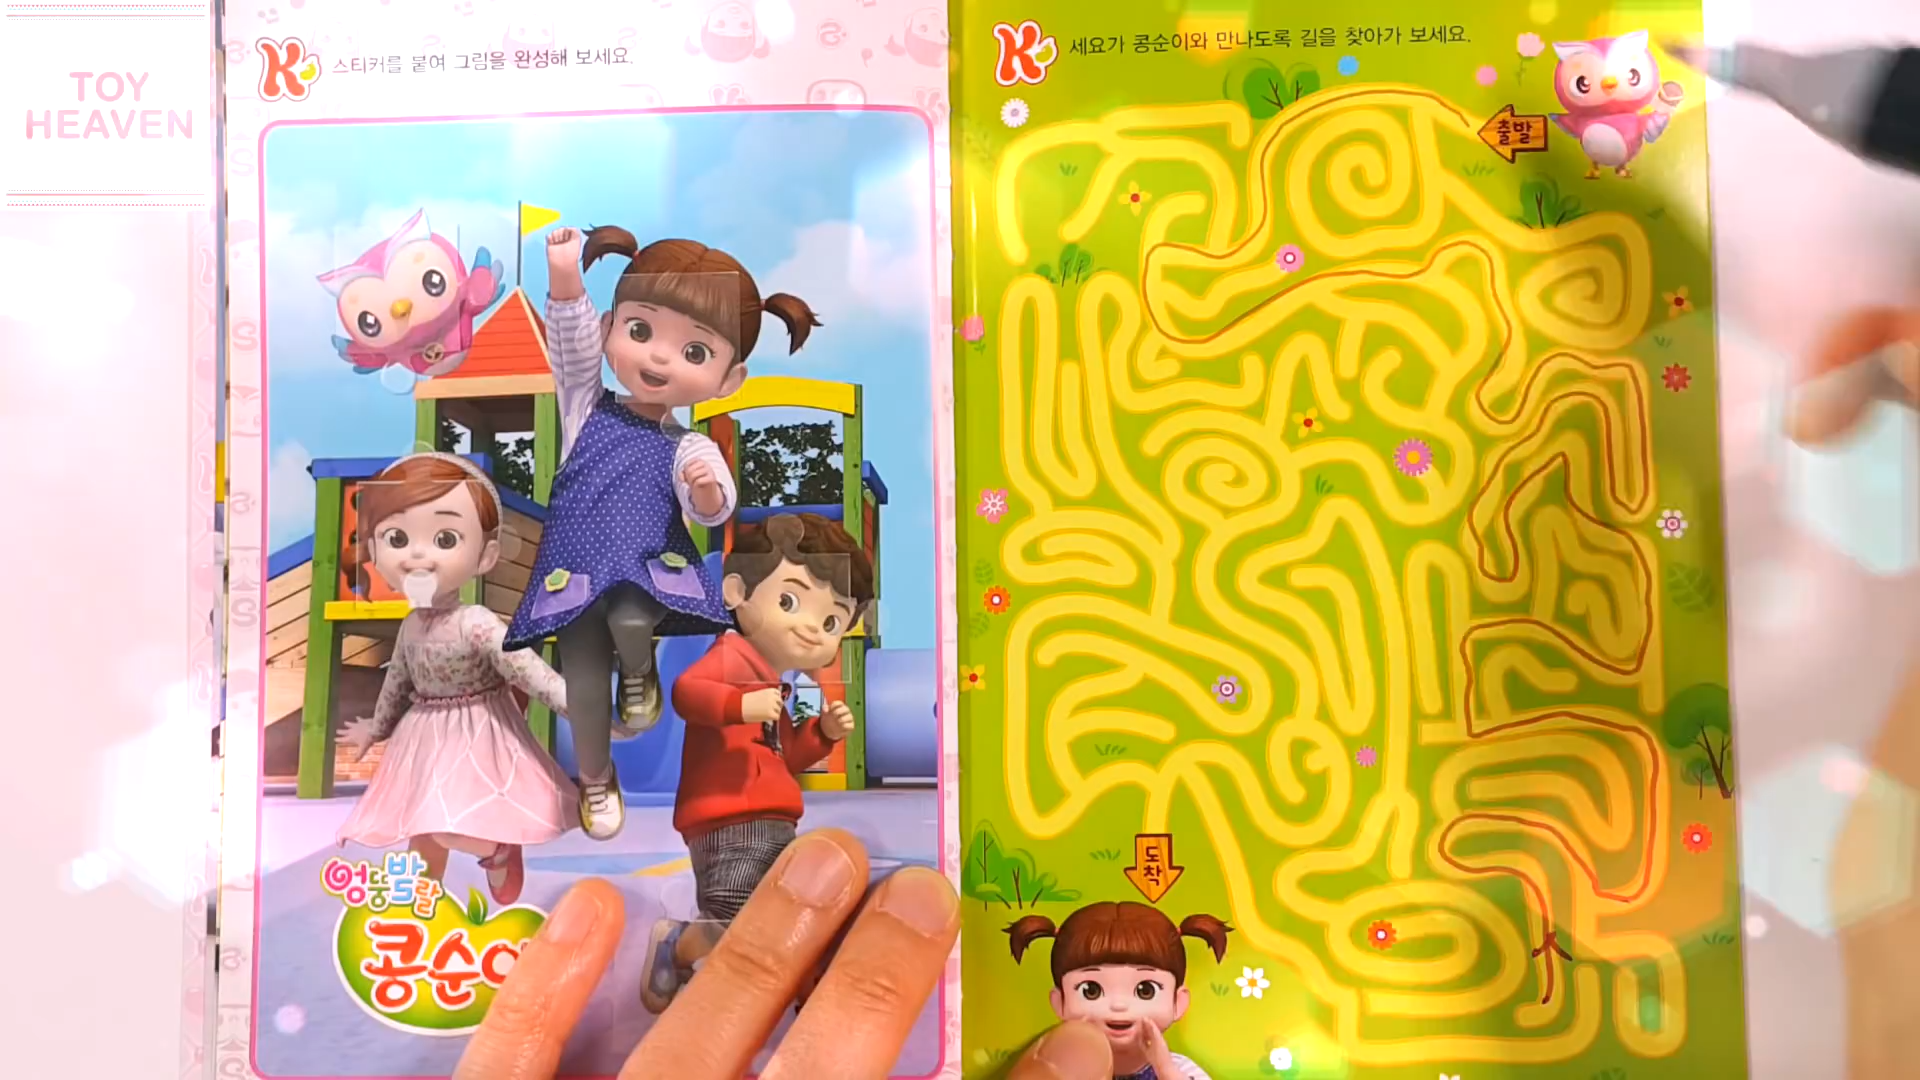 TOY
HEAVEN
스티커를 붙여 그림을 완성해 보세요.
엉뚱발랄
콩순이
세요가 콩순이와 만나도록 길을 찾아가 보세요.
출발
도착